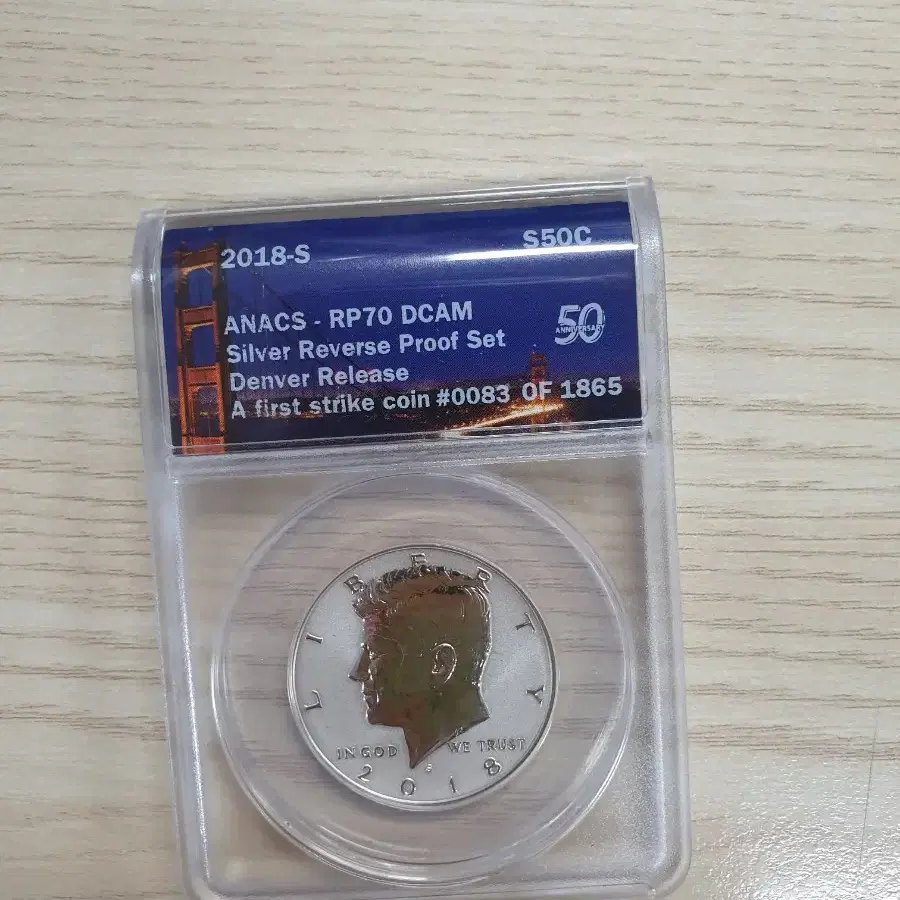 2018-S S50C
ANACS - RP70 DCAM
50
ANNIVERSARY
Silver Reverse Proof Set
Denver Release
A first strike coin #0083 OF 1865
LIBERTY
IN GOD WE TRUST
S
2018